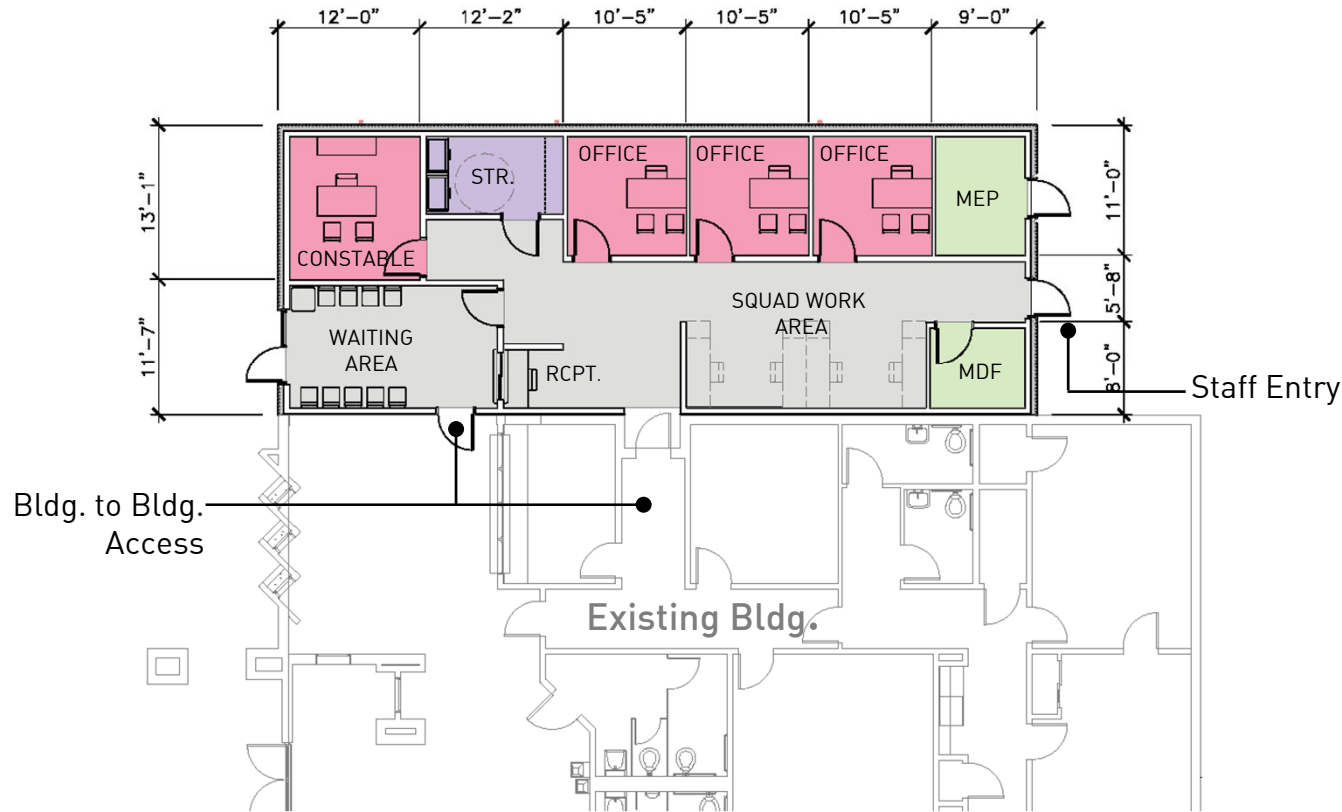 12'-0" 12'-2" 10'-5" 10'-5" 10'-5" 9'-0"
13'-1"
11'-7"
11'-0"
5'-8"
8'-0"
OFFICE OFFICE OFFICE
STR.
MEP
CONSTABLE
SQUAD WORK
AREA
WAITING
AREA
RCPT.
MDF
Staff Entry
Bldg. to Bldg.
Access
Existing Bldg.